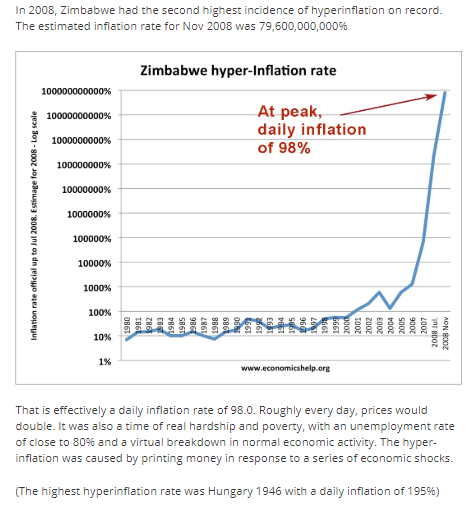 In 2008, Zimbabwe had the second highest incidence of hyperinflation on record.
The estimated inflation rate for Nov 2008 was 79,600,000,000%
Zimbabwe hyper-Inflation rate
At peak,
daily inflation
of 98%
Inflation rate official up to Jul 2008. Estimage for 2008 - Log scale
100000000000%
10000000000%
1000000000%
100000000%
10000000%
1000000%
100000%
10000%
1000%
100%
10%
1%
1980
1981
1982
1983
1984
1985
1986
1987
1988
1989
1990
1991
1992
1993
1994
1995
1996
1997
1998
1999
2000
2001
2002
2003
2004
2005
2006
2007
2008 Jul.
2008 Nov
www.economicshelp.org
That is effectively a daily inflation rate of 98.0. Roughly every day, prices would
double. It was also a time of real hardship and poverty, with an unemployment rate
of close to 80% and a virtual breakdown in normal economic activity. The hyper-
inflation was caused by printing money in response to a series of economic shocks.
(The highest hyperinflation rate was Hungary 1946 with a daily inflation of 195%)